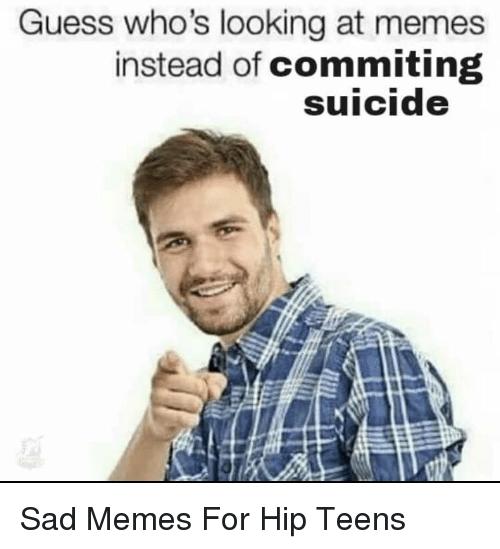 Guess who's looking at memes
instead of commiting
suicide
Sad Memes For Hip Teens